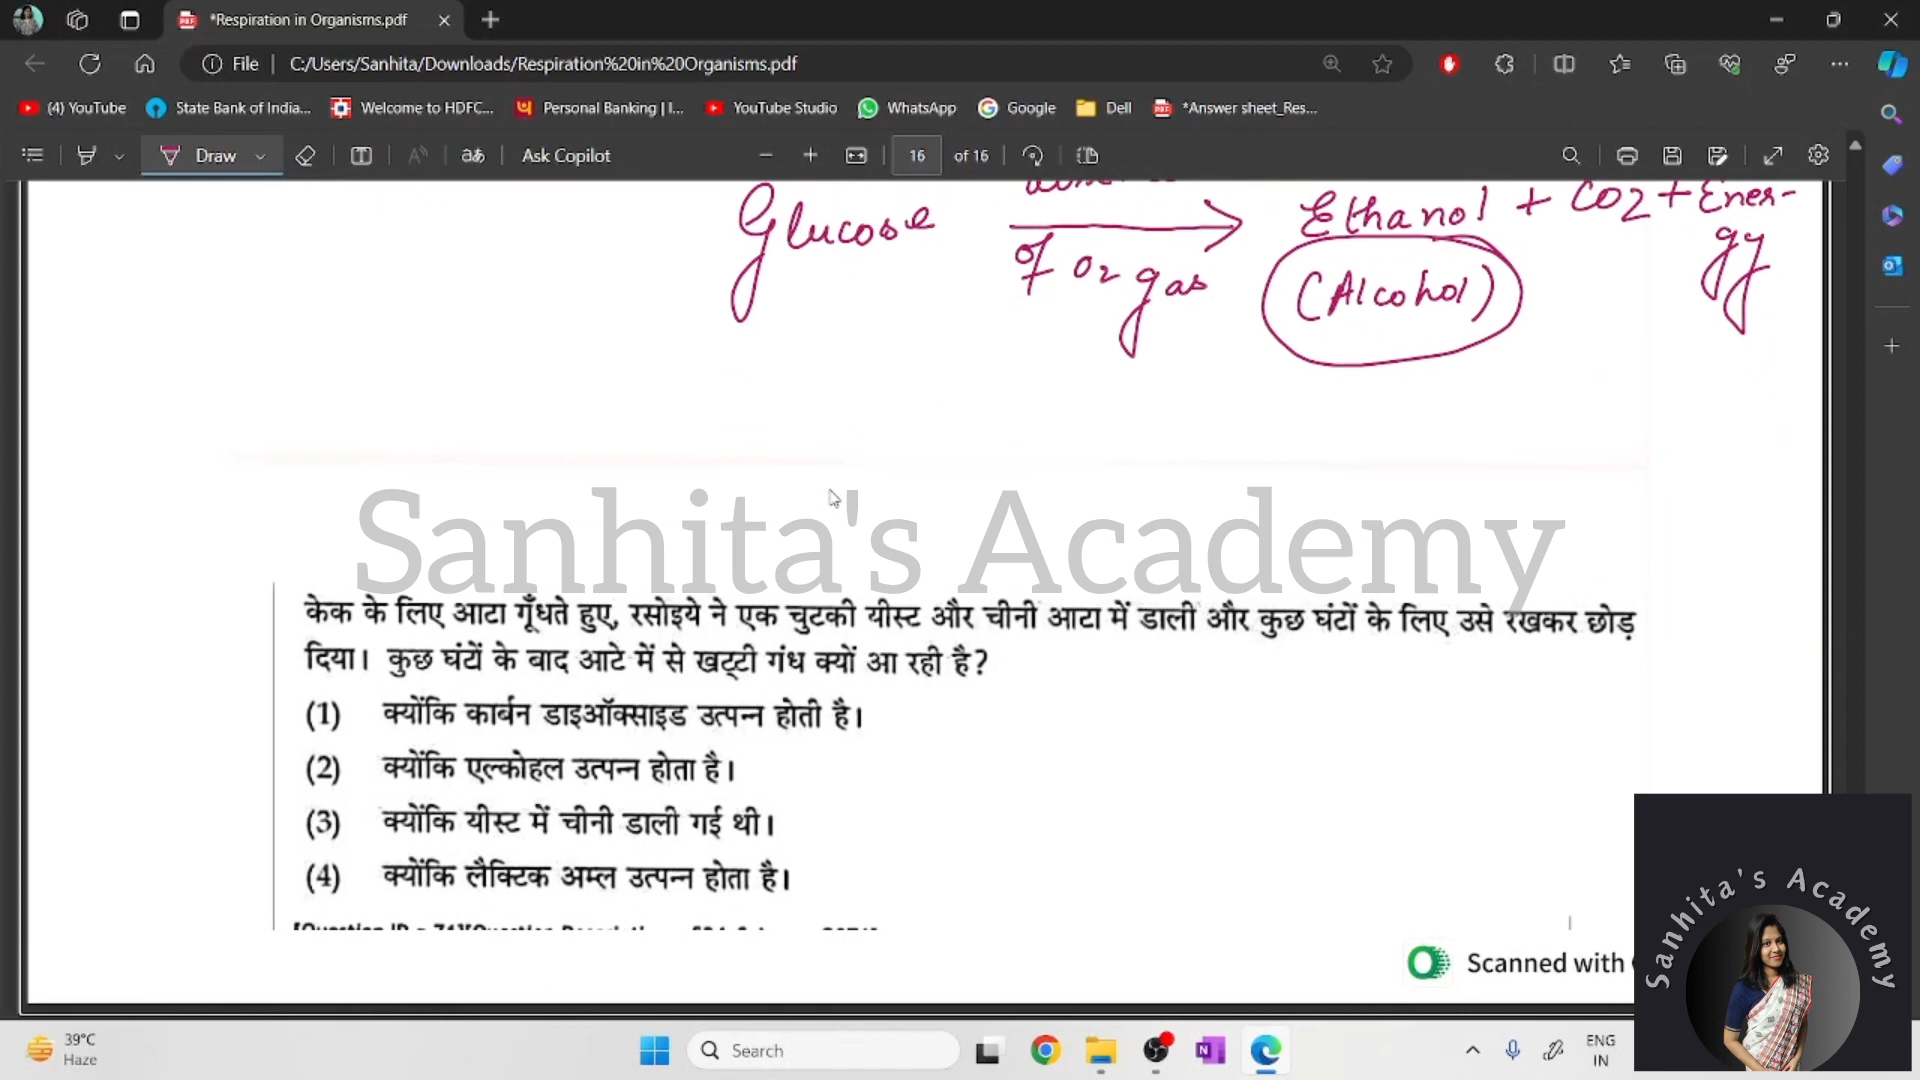 *Respiration in Organisms.pdf
File C:/Users/Sanhita/Downloads/Respiration%20in%20Organisms.pdf
(4) YouTube State Bank of India... Welcome to HDFC... Personal Banking | I... YouTube Studio WhatsApp Google Dell *Answer sheet_Res...
Draw Ask Copilot 16 of 16
Glucose Ethanol + CO2 + Ener-
gy
of O2 gas (Alcohol)
Sanhita's Academy
केक के लिए आटा गूँधते हुए, रसोइये ने एक चुटकी यीस्ट और चीनी आटा में डाली और कुछ घंटों के लिए उसे रखकर छोड़
दिया। कुछ घंटों के वाद आटे में से खट्टी गंध क्यों आ रही है?
(1) क्योंकि कार्बन डाइऑक्साइड उत्पन्न होती है।
(2) क्योंकि एल्कोहल उत्पन्न होता है।
(3) क्योंकि यीस्ट में चीनी डाली गई थी।
(4) क्योंकि लैक्टिक अम्ल उत्पन्न होता है।
Scanned with
Sanhita's Academy
39°C
Haze
Search
ENG
IN